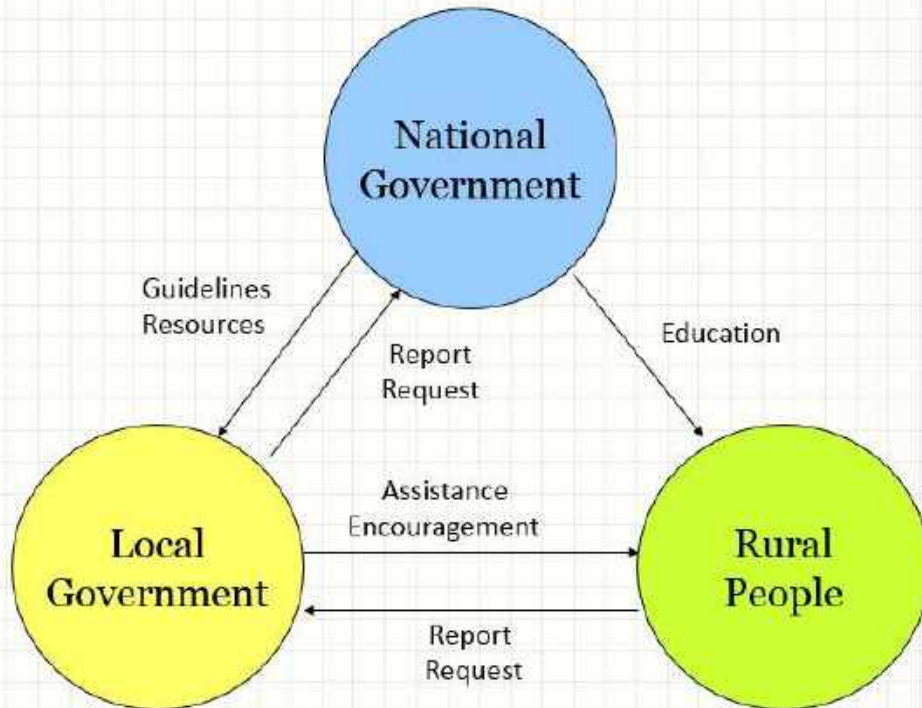 National
Government
Guidelines
Resources
Report
Request
Education
Assistance
Encouragement
Local
Government
Rural
People
Report
Request